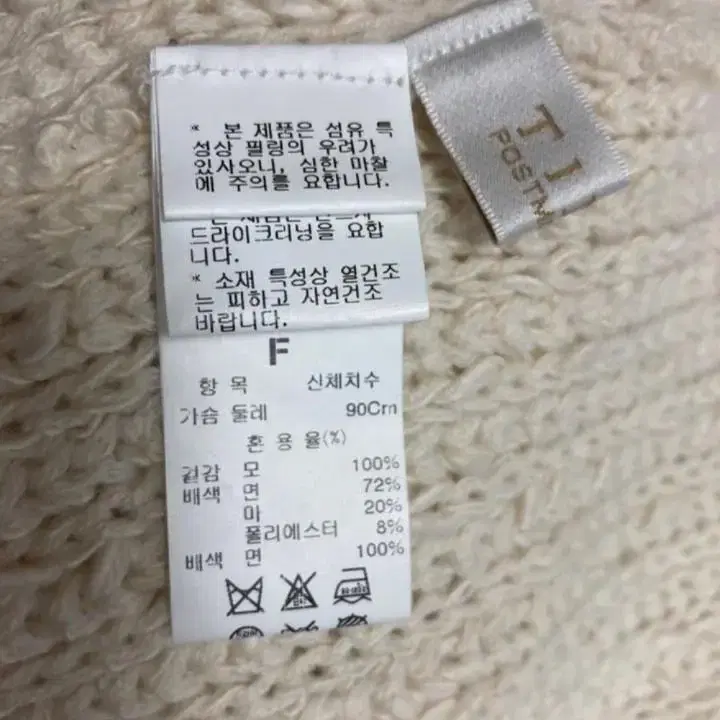 * 본 제품은 섬유 특
성상 필링의 우려가
있사오니, 심한 마찰
에 주의를 요합니다.
드라이크리닝을 요합
니다.
* 소재 특성상 열건조
는 피하고 자연건조
바랍니다.
F
항 목 신체치수
가슴 둘레 90Cm
혼 용 율(%)
겉감 모 100%
배색 면 72%
마 20%
폴리에스터 8%
배색 면 100%